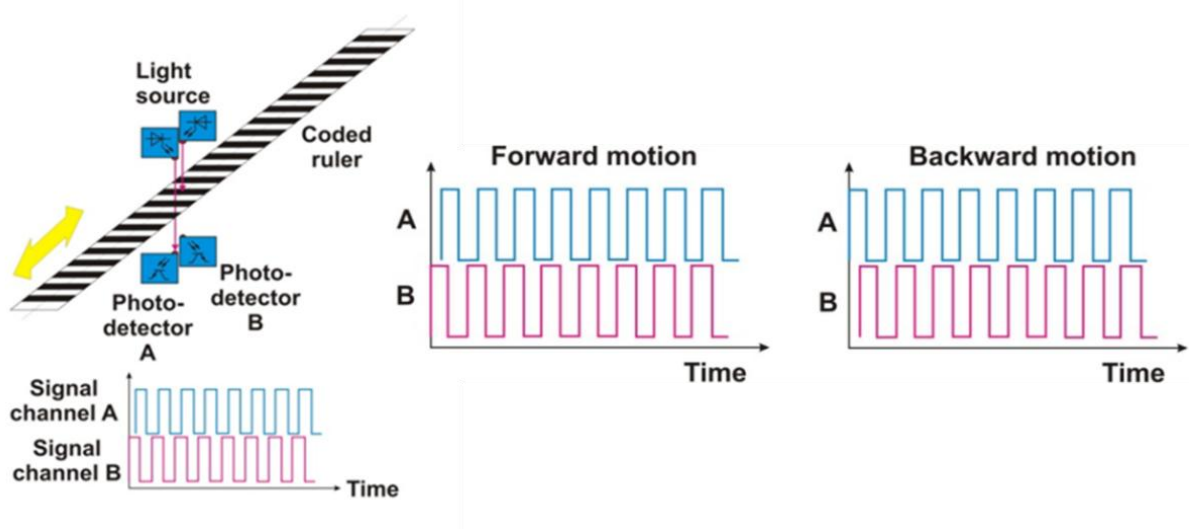 Light
source
Coded
ruler
Photo-
detector
A
Photo-
detector
B
Signal
channel A
Signal
channel B
Time
Forward motion
A
B
Time
Backward motion
A
B
Time